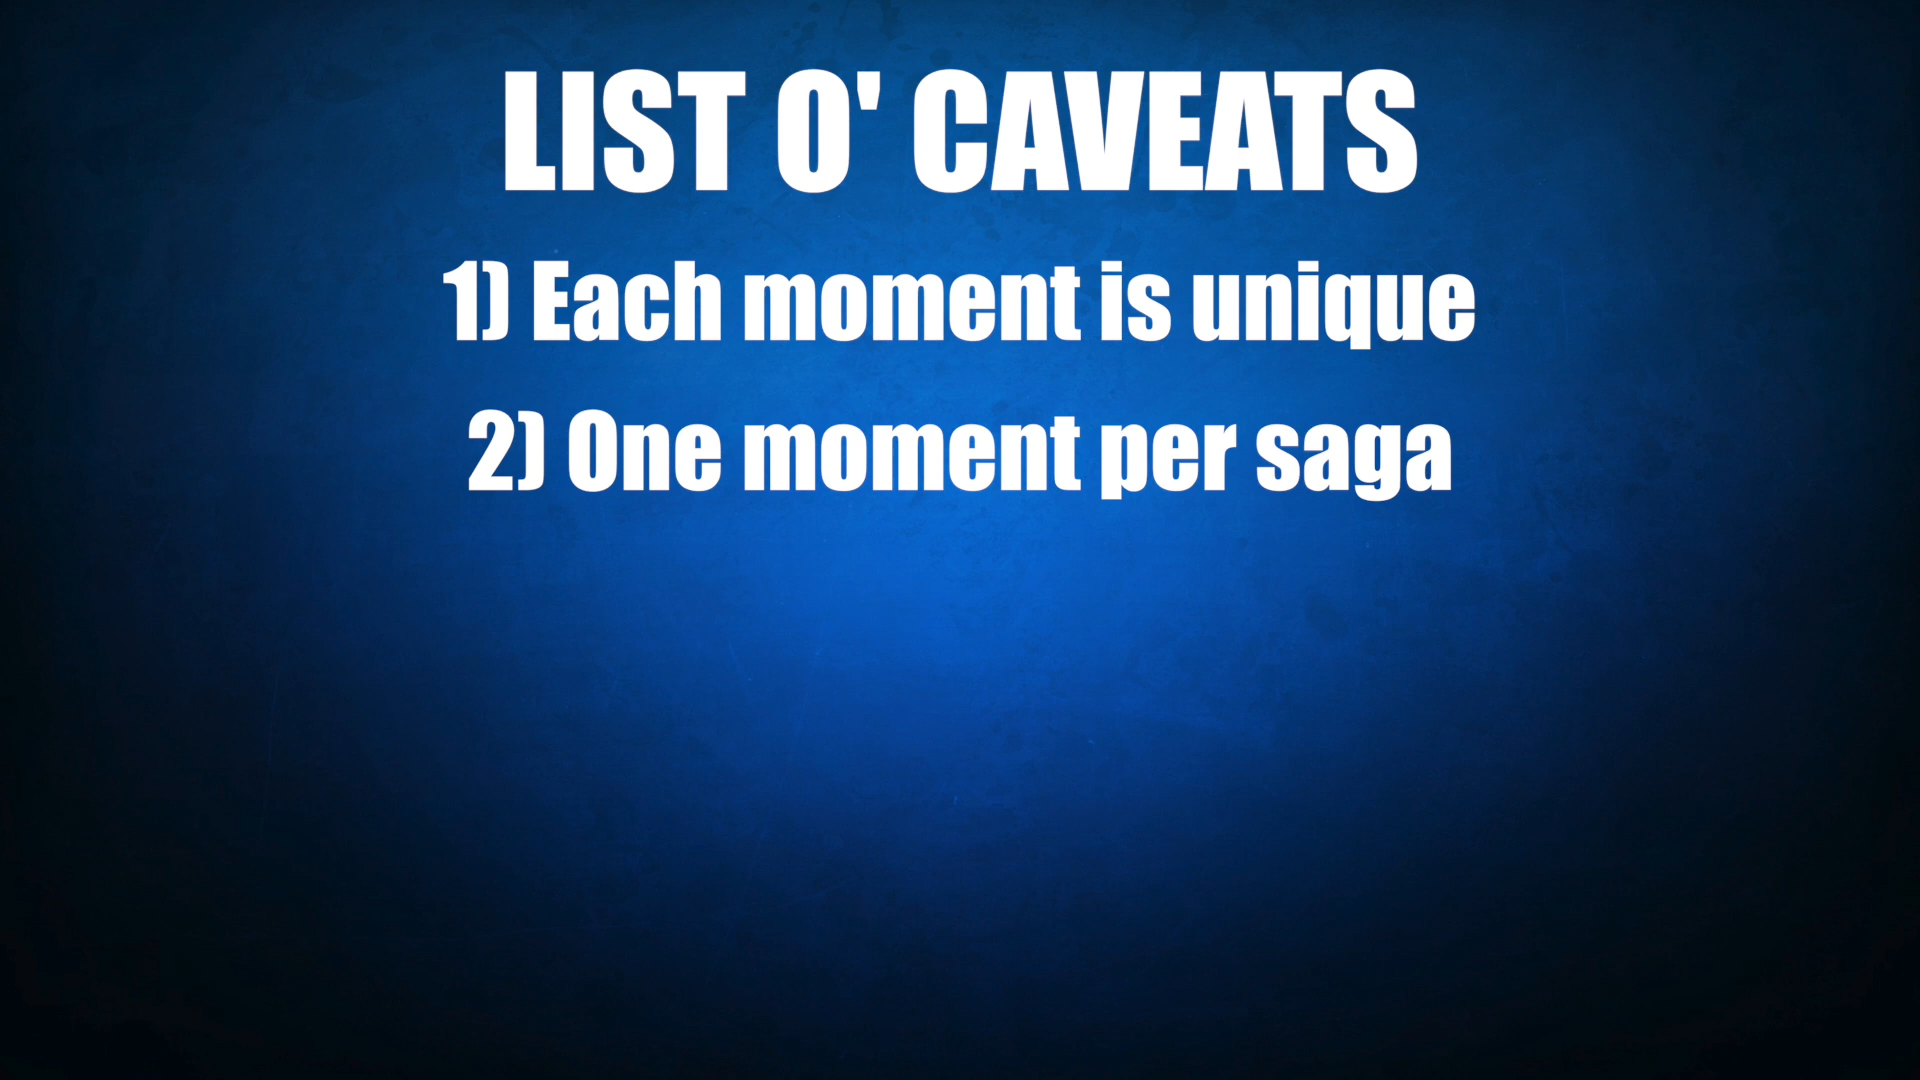 LIST O' CAVEATS
1) Each moment is unique
2) One moment per saga